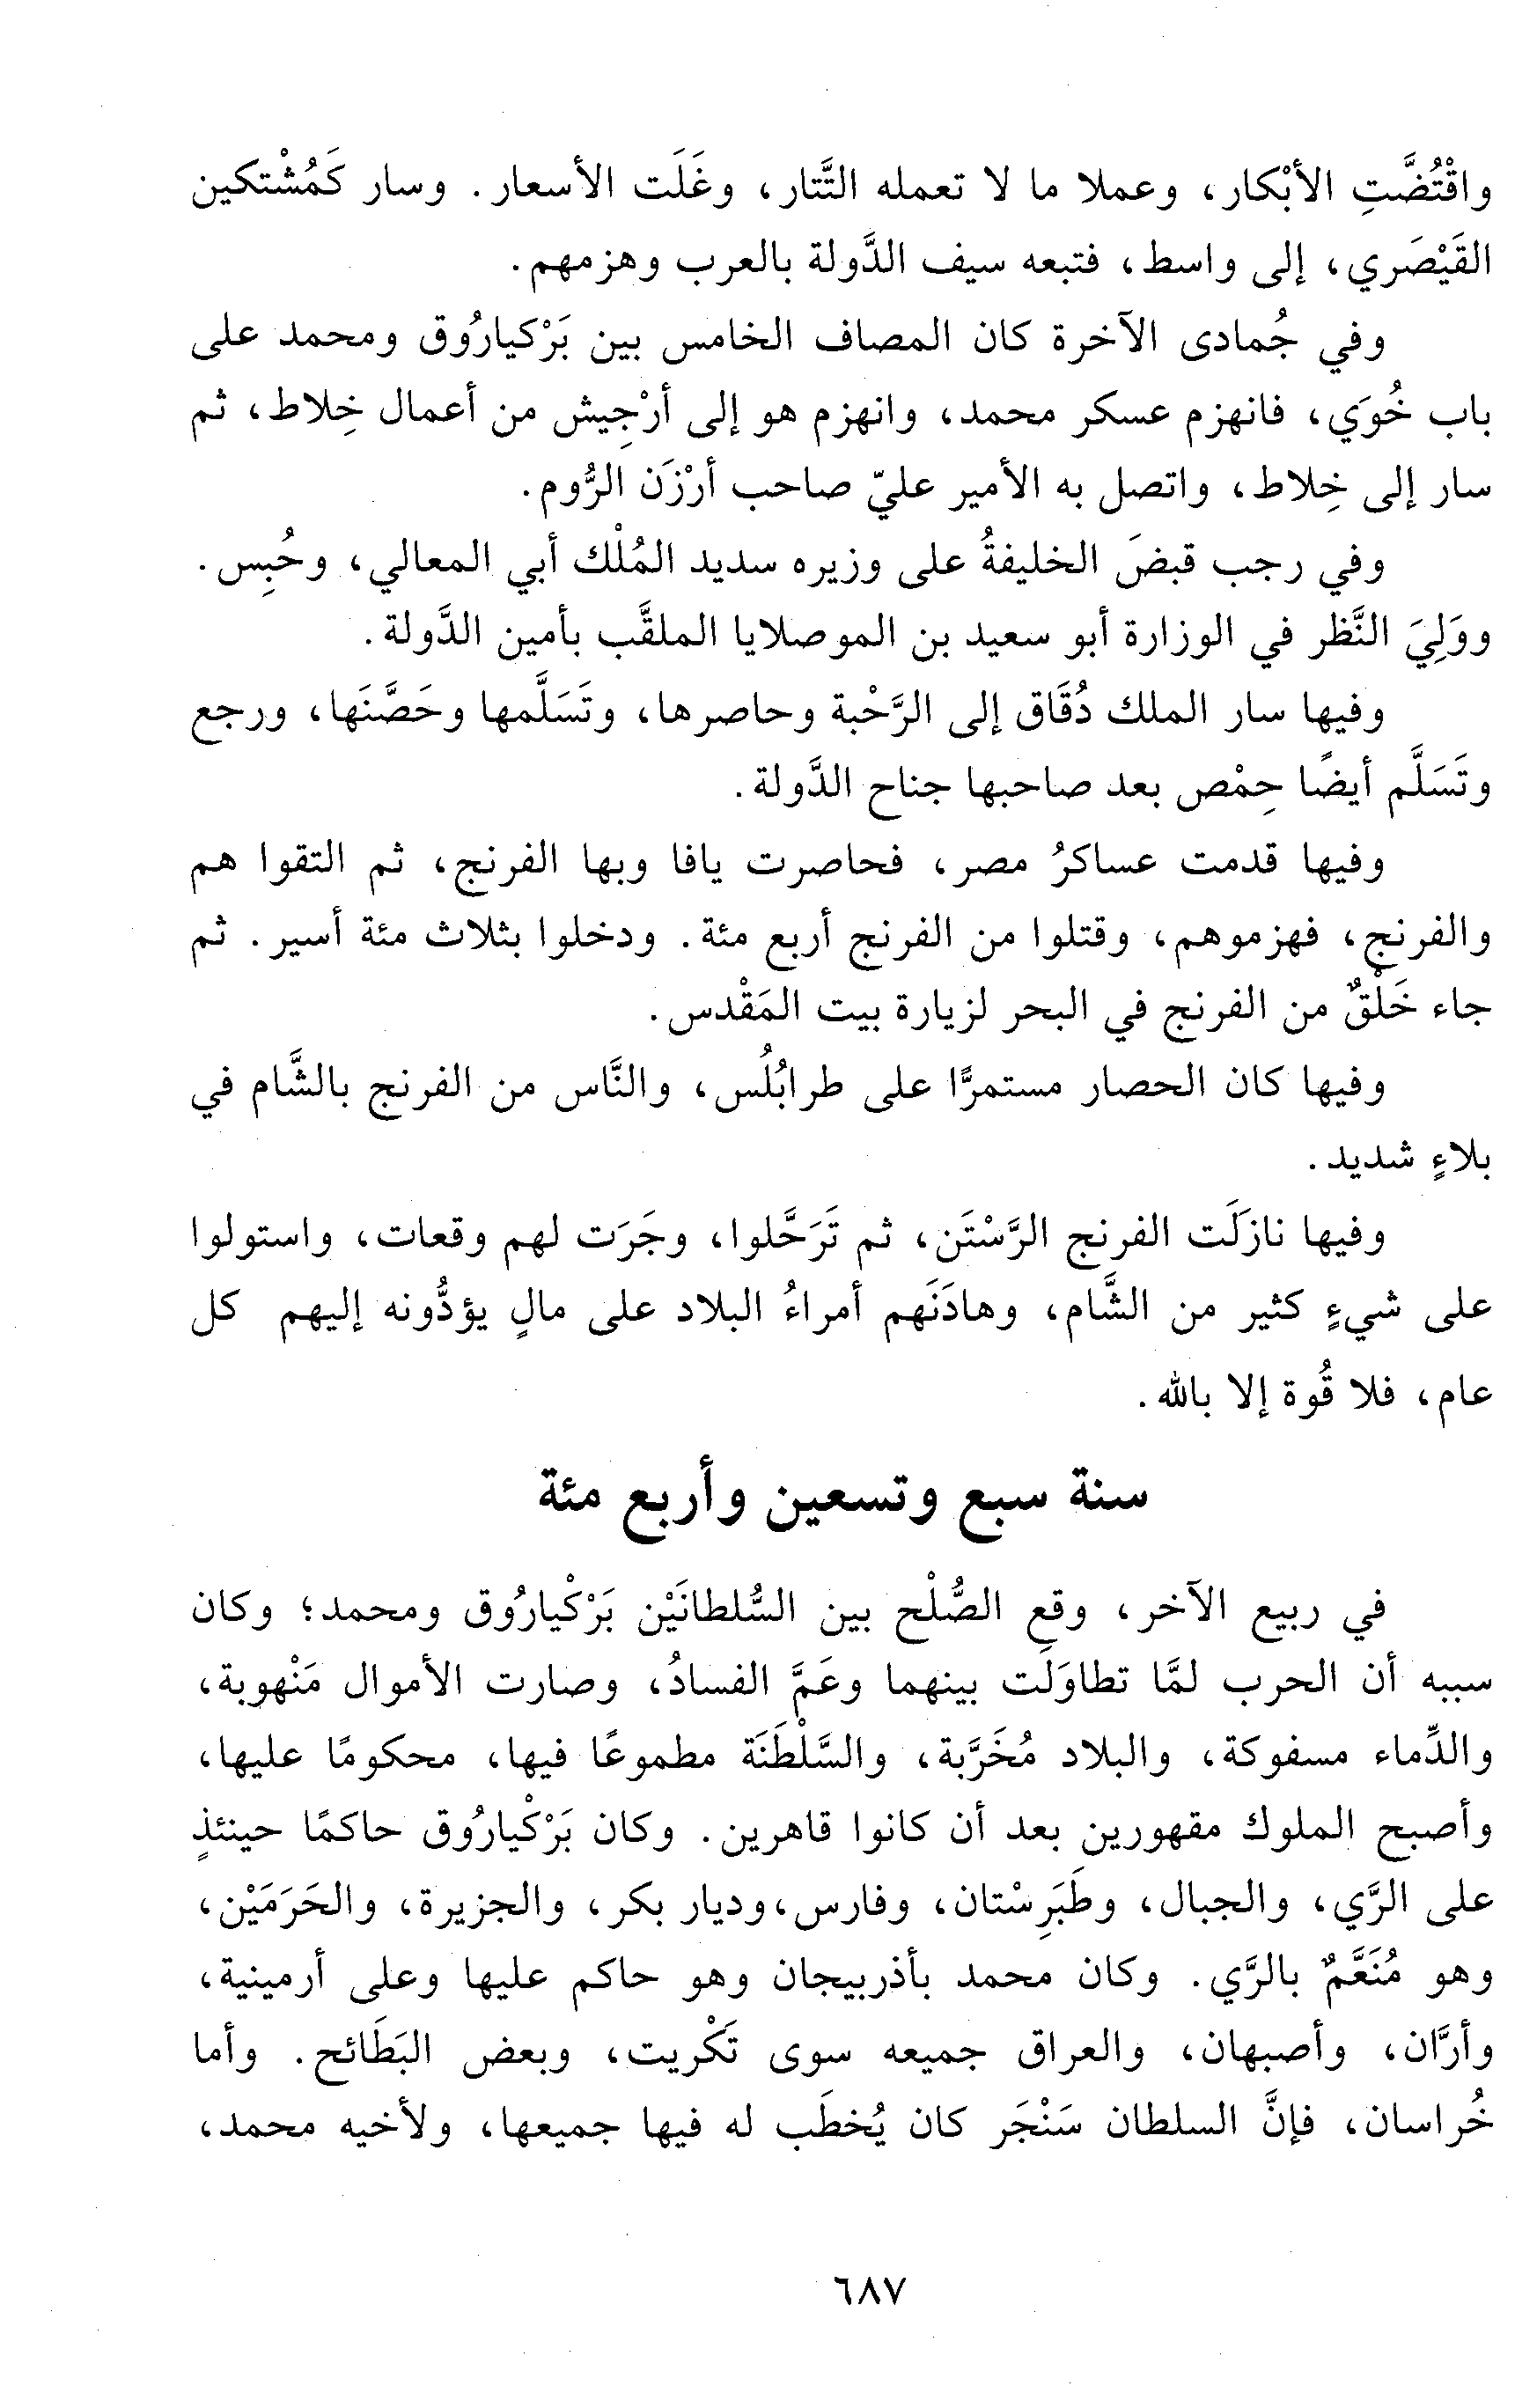 واقْتُضَّتِ الأبْكار، وعملا ما لا تعمله التَّتار، وغَلَت الأسعار. وسار كَمُشْتكين
القَيْصَري، إلى واسط، فتبعه سيف الدَّولة بالعرب وهزمهم.
وفي جُمادى الآخرة كان المصاف الخامس بين بَرْكيارُوق ومحمد على
باب خُوَي، فانهزم عسكر محمد، وانهزم هو إلى أرْجِيش من أعمال خِلاط، ثم
سار إلى خِلاط، واتصل به الأمير عليّ صاحب أرْزَن الرُّوم.
وفي رجب قبضَ الخليفةُ على وزيره سديد المُلْك أبي المعالي، وحُبِس.
ووَلِيَ النَّظر في الوزارة أبو سعيد بن الموصلايا الملقَّب بأمين الدَّولة.
وفيها سار الملك دُقَاق إلى الرَّحْبة وحاصرها، وتَسَلَّمها وحَصَّنَها، ورجع
وتَسَلَّم أيضًا حِمْص بعد صاحبها جناح الدَّولة.
وفيها قدمت عساكرُ مصر، فحاصرت يافا وبها الفرنج، ثم التقوا هم
والفرنج، فهزموهم، وقتلوا من الفرنج أربع مئة. ودخلوا بثلاث مئة أسير. ثم
جاء خَلْقٌ من الفرنج في البحر لزيارة بيت المَقْدس.
وفيها كان الحصار مستمرًّا على طرابُلُس، والنَّاس من الفرنج بالشَّام في
بلاءٍ شديد.
وفيها نازلَت الفرنج الرَّسْتَن، ثم تَرَحَّلوا، وجَرَت لهم وقعات، واستولوا
على شيءٍ كثير من الشَّام، وهادَنَهم أمراءُ البلاد على مالٍ يؤدُّونه إليهم كل
عام، فلا قُوة إلا بالله.
سنة سبع وتسعين وأربع مئة
في ربيع الآخر، وقع الصُّلْح بين السُّلطانَيْن بَرْكْيارُوق ومحمد؛ وكان
سببه أن الحرب لمَّا تطاوَلَت بينهما وعَمَّ الفسادُ، وصارت الأموال مَنْهوبة،
والدِّماء مسفوكة، والبلاد مُخَرَّبة، والسَّلْطَنَة مطموعًا فيها، محكومًا عليها،
وأصبح الملوك مقهورين بعد أن كانوا قاهرين. وكان بَرْكْيارُوق حاكمًا حينئذٍ
على الرَّي، والجبال، وطَبَرِسْتان، وفارس، وديار بكر، والجزيرة، والحَرَمَيْن،
وهو مُنَعَّمٌ بالرَّي. وكان محمد بأذربيجان وهو حاكم عليها وعلى أرمينية،
وأرَّان، وأصبهان، والعراق جميعه سوى تَكْريت، وبعض البَطَائح. وأما
خُراسان، فإنَّ السلطان سَنْجَر كان يُخطَب له فيها جميعها، ولأخيه محمد،
٦٨٧